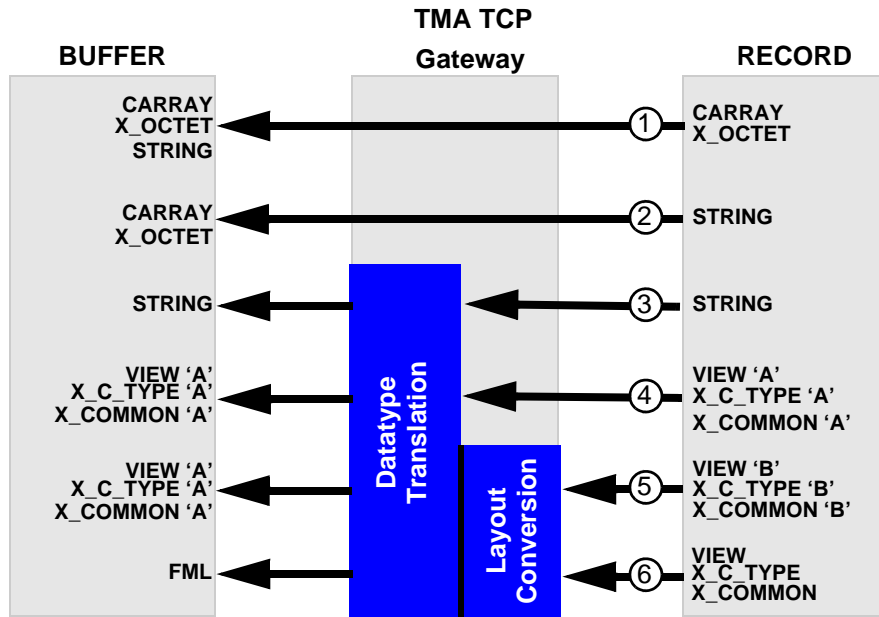 TMA TCP
Gateway
BUFFER
RECORD
CARRAY
X_OCTET
STRING
1
CARRAY
X_OCTET
CARRAY
X_OCTET
2
STRING
STRING
3
STRING
VIEW ‘A’
X_C_TYPE ‘A’
X_COMMON ‘A’
4
VIEW ‘A’
X_C_TYPE ‘A’
X_COMMON ‘A’
VIEW ‘A’
X_C_TYPE ‘A’
X_COMMON ‘A’
5
VIEW ‘B’
X_C_TYPE ‘B’
X_COMMON ‘B’
FML
6
VIEW
X_C_TYPE
X_COMMON
Datatype
Translation
Layout
Conversion